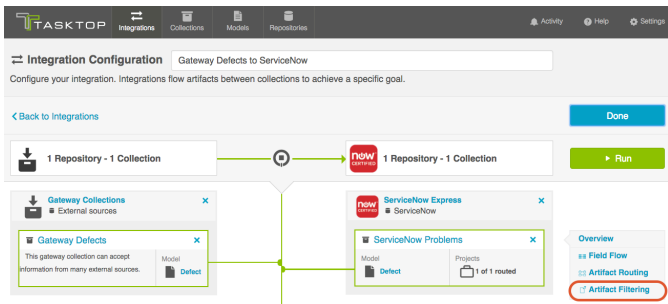 TASKTOP
Integrations
Collections
Models
Repositories
Activity
Help
Settings
Integration Configuration
Gateway Defects to ServiceNow
Configure your integration. Integrations flow artifacts between collections to achieve a specific goal.
Back to Integrations
Done
1 Repository - 1 Collection
now
CERTIFIED
1 Repository - 1 Collection
Run
Gateway Collections
External sources
now
CERTIFIED
ServiceNow Express
ServiceNow
Gateway Defects
This gateway collection can accept
information from many external sources.
Model
Defect
ServiceNow Problems
Model
Defect
Projects
1 of 1 routed
Overview
Field Flow
Artifact Routing
Artifact Filtering